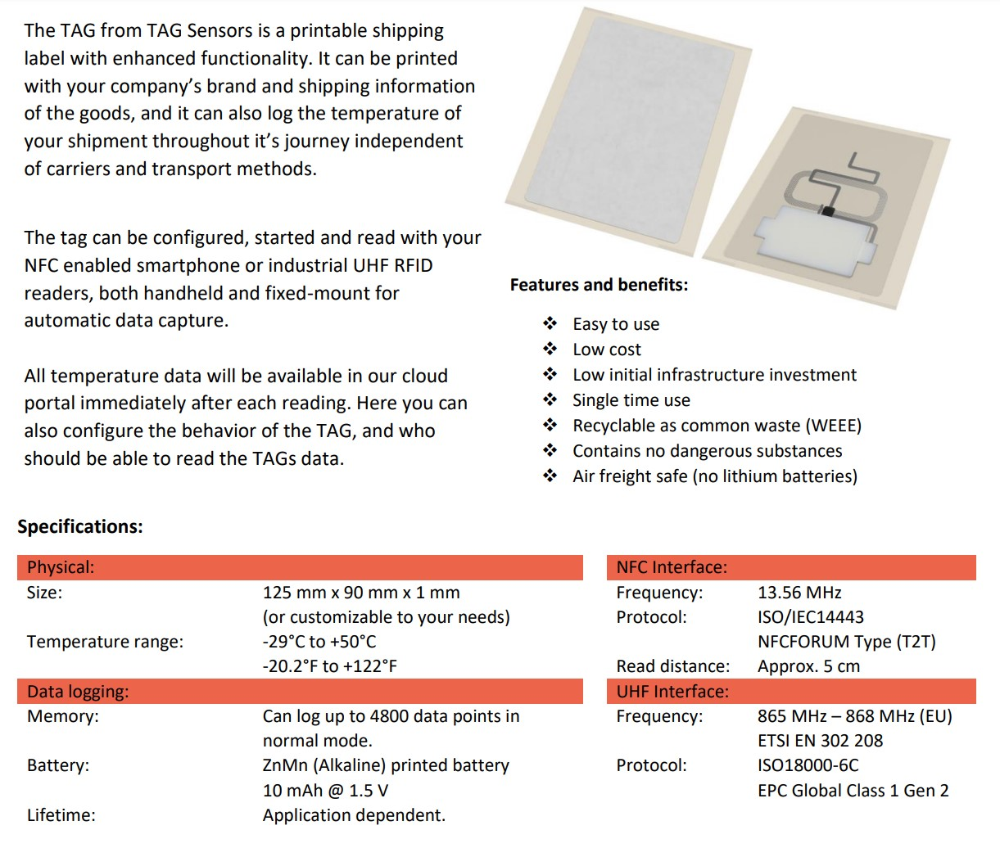 The TAG from TAG Sensors is a printable shipping
label with enhanced functionality. It can be printed
with your company’s brand and shipping information
of the goods, and it can also log the temperature of
your shipment throughout it’s journey independent
of carriers and transport methods.
The tag can be configured, started and read with your
NFC enabled smartphone or industrial UHF RFID
readers, both handheld and fixed-mount for
automatic data capture.
All temperature data will be available in our cloud
portal immediately after each reading. Here you can
also configure the behavior of the TAG, and who
should be able to read the TAGs data.
Features and benefits:
❖ Easy to use
❖ Low cost
❖ Low initial infrastructure investment
❖ Single time use
❖ Recyclable as common waste (WEEE)
❖ Contains no dangerous substances
❖ Air freight safe (no lithium batteries)
Specifications:
Physical:
Size: 125 mm x 90 mm x 1 mm
(or customizable to your needs)
Temperature range: -29°C to +50°C
-20.2°F to +122°F
Data logging:
Memory: Can log up to 4800 data points in
normal mode.
Battery: ZnMn (Alkaline) printed battery
10 mAh @ 1.5 V
Lifetime: Application dependent.
NFC Interface:
Frequency: 13.56 MHz
Protocol: ISO/IEC14443
NFCFORUM Type (T2T)
Read distance: Approx. 5 cm
UHF Interface:
Frequency: 865 MHz – 868 MHz (EU)
ETSI EN 302 208
Protocol: ISO18000-6C
EPC Global Class 1 Gen 2